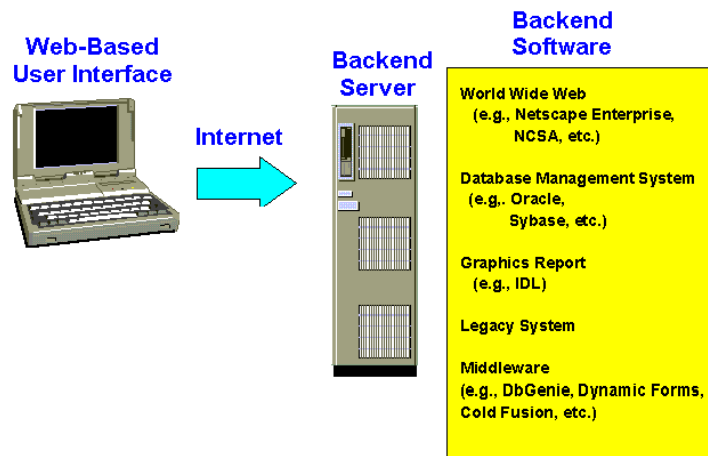 Web-Based
User Interface
Internet
Backend
Server
Backend
Software
World Wide Web
(e.g., Netscape Enterprise,
NCSA, etc.)
Database Management System
(e.g,. Oracle,
Sybase, etc.)
Graphics Report
(e.g., IDL)
Legacy System
Middleware
(e.g., DbGenie, Dynamic Forms,
Cold Fusion, etc.)